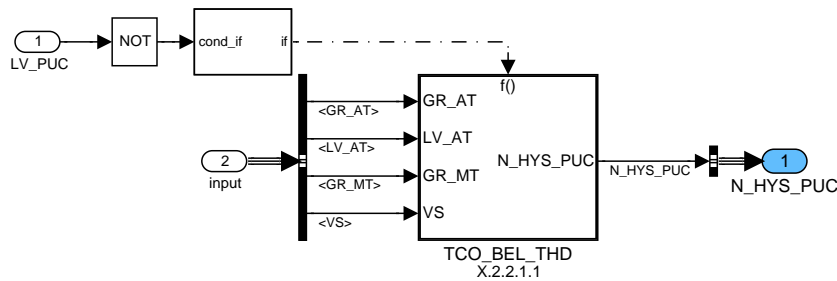 1
LV_PUC
NOT
cond_if
if
f()
<GR_AT>
GR_AT
<LV_AT>
LV_AT
2
input
<GR_MT>
GR_MT
<VS>
VS
N_HYS_PUC
N_HYS_PUC
1
N_HYS_PUC
TCO_BEL_THD
X.2.2.1.1